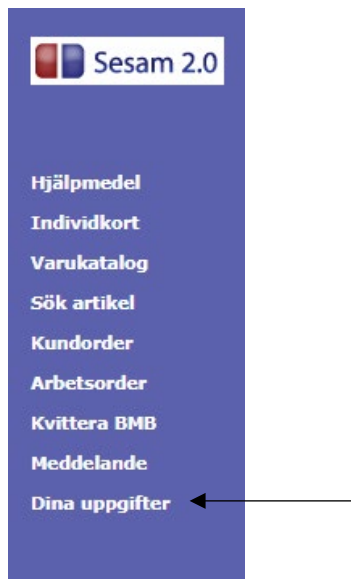 Sesam 2.0
Hjälpmedel
Individkort
Varukatalog
Sök artikel
Kundorder
Arbetsorder
Kvittera BMB
Meddelande
Dina uppgifter